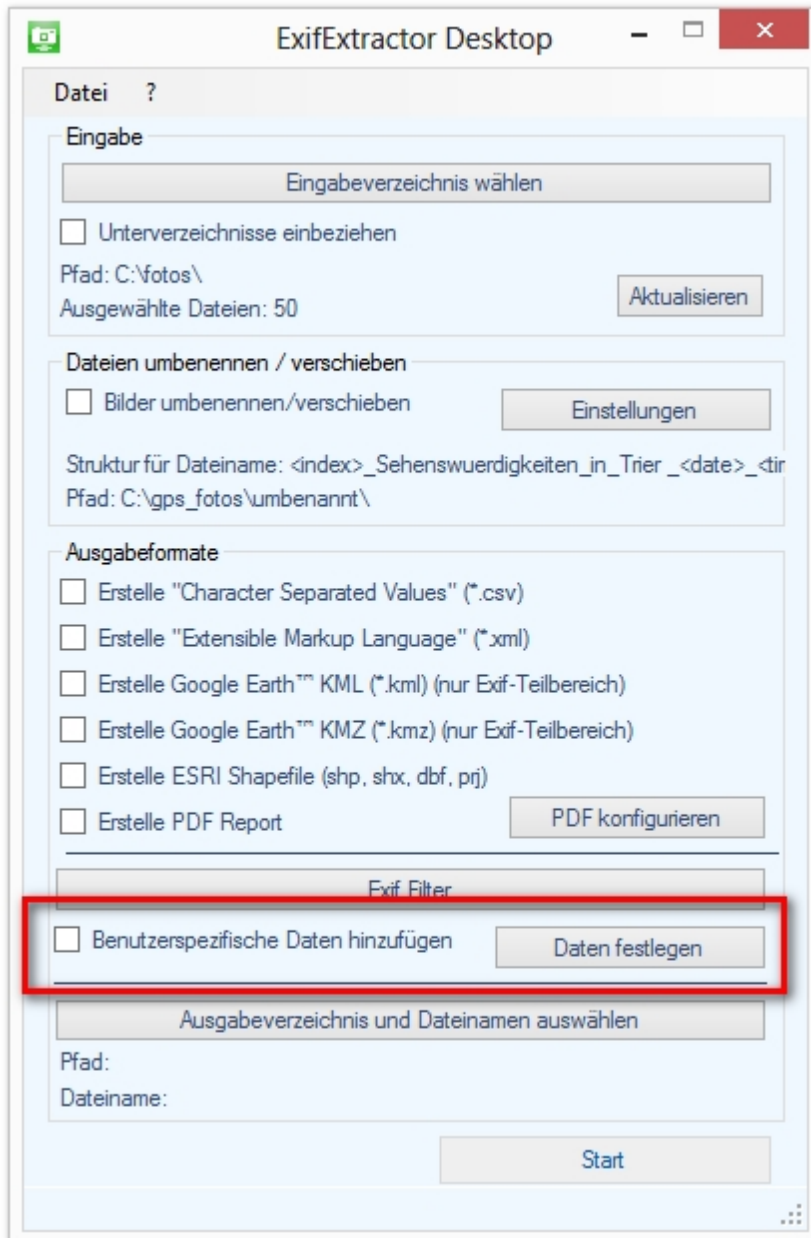 ExifExtractor Desktop
Datei ?
Eingabe
Eingabeverzeichnis wählen
Unterverzeichnisse einbeziehen
Pfad: C:\fotos\
Ausgewählte Dateien: 50
Aktualisieren
Dateien umbenennen / verschieben
Bilder umbenennen/verschieben
Einstellungen
Struktur für Dateiname: <index>_Sehenswuerdigkeiten_in_Trier _<date>_<tir
Pfad: C:\gps_fotos\umbenannt\
Ausgabeformate
Erstelle "Character Separated Values" (*.csv)
Erstelle "Extensible Markup Language" (*.xml)
Erstelle Google Earth™ KML (*.kml) (nur Exif-Teilbereich)
Erstelle Google Earth™ KMZ (*.kmz) (nur Exif-Teilbereich)
Erstelle ESRI Shapefile (shp, shx, dbf, prj)
Erstelle PDF Report
PDF konfigurieren
Exif Filter
Benutzerspezifische Daten hinzufügen
Daten festlegen
Ausgabeverzeichnis und Dateinamen auswählen
Pfad:
Dateiname:
Start